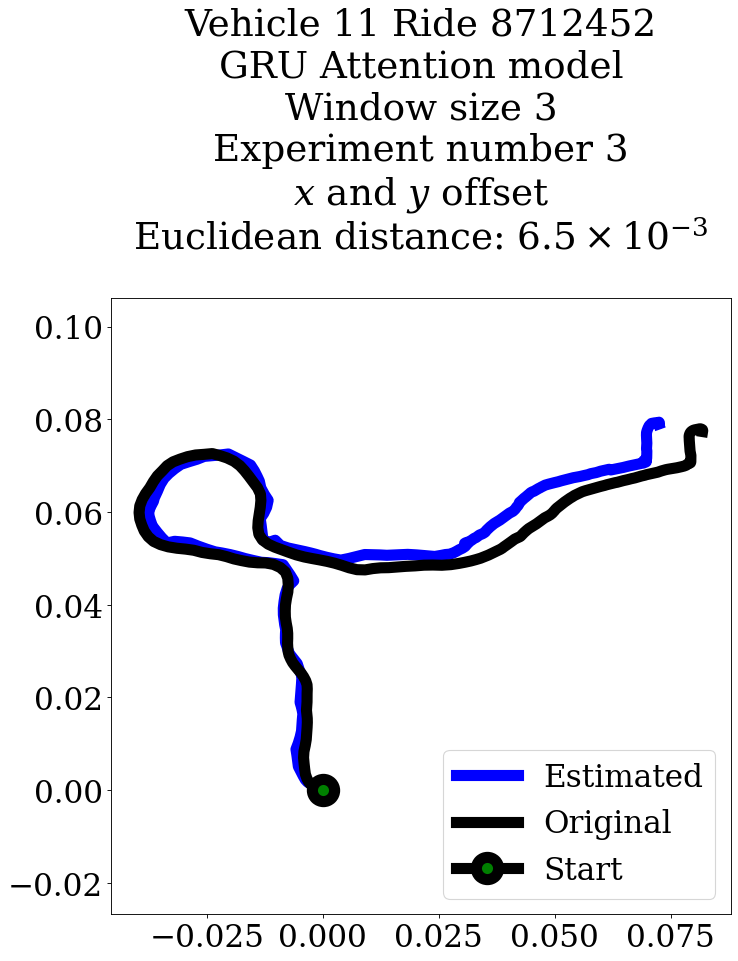 Vehicle 11 Ride 8712452
GRU Attention model
Window size 3
Experiment number 3
x and y offset
Euclidean distance: 6.5 × 10⁻³
0.10
0.08
0.06
0.04
0.02
0.00
−0.02
Estimated
Original
Start
−0.025 0.000 0.025 0.050 0.075